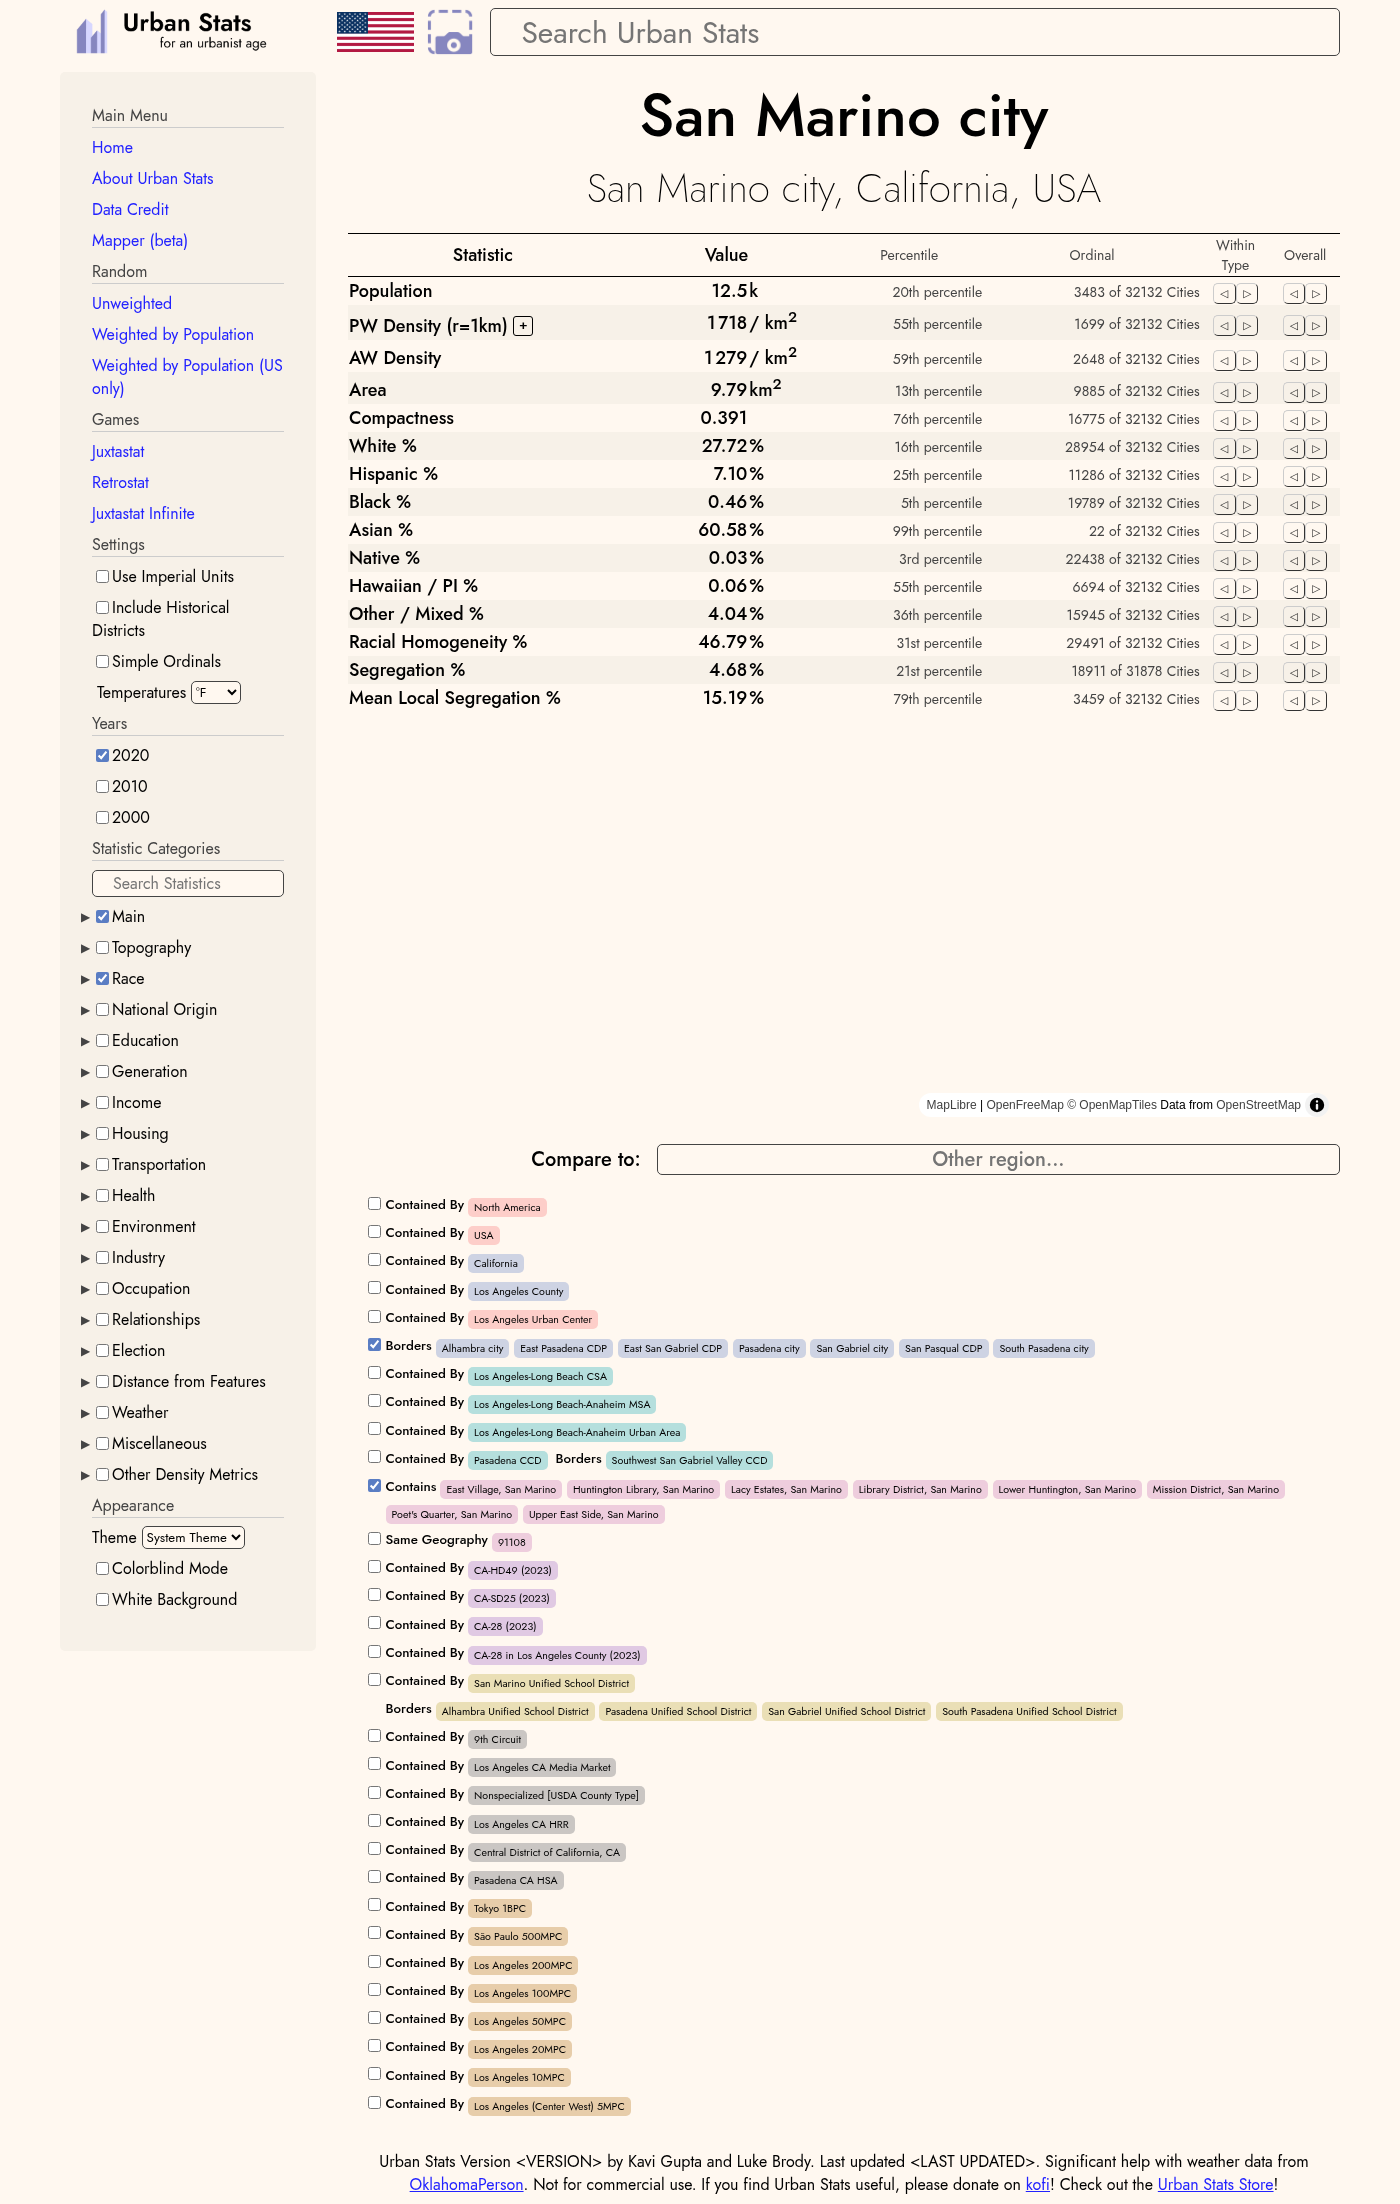 Urban Stats
for an urbanist age
Search Urban Stats
Main Menu
Home
About Urban Stats
Data Credit
Mapper (beta)
Random
Unweighted
Weighted by Population
Weighted by Population (US
only)
Games
Juxtastat
Retrostat
Juxtastat Infinite
Settings
Use Imperial Units
Include Historical
Districts
Simple Ordinals
Temperatures °F
Years
2020
2010
2000
Statistic Categories
Search Statistics
Main
Topography
Race
National Origin
Education
Generation
Income
Housing
Transportation
Health
Environment
Industry
Occupation
Relationships
Election
Distance from Features
Weather
Miscellaneous
Other Density Metrics
Appearance
Theme System Theme
Colorblind Mode
White Background
San Marino city
San Marino city, California, USA
Statistic Value Percentile Ordinal Within Type Overall
Population 12.5 k 20th percentile 3483 of 32132 Cities
PW Density (r=1km) + 1 718 / km2 55th percentile 1699 of 32132 Cities
AW Density 1 279 / km2 59th percentile 2648 of 32132 Cities
Area 9.79 km2 13th percentile 9885 of 32132 Cities
Compactness 0.391 76th percentile 16775 of 32132 Cities
White % 27.72 % 16th percentile 28954 of 32132 Cities
Hispanic % 7.10 % 25th percentile 11286 of 32132 Cities
Black % 0.46 % 5th percentile 19789 of 32132 Cities
Asian % 60.58 % 99th percentile 22 of 32132 Cities
Native % 0.03 % 3rd percentile 22438 of 32132 Cities
Hawaiian / PI % 0.06 % 55th percentile 6694 of 32132 Cities
Other / Mixed % 4.04 % 36th percentile 15945 of 32132 Cities
Racial Homogeneity % 46.79 % 31st percentile 29491 of 32132 Cities
Segregation % 4.68 % 21st percentile 18911 of 31878 Cities
Mean Local Segregation % 15.19 % 79th percentile 3459 of 32132 Cities
MapLibre | OpenFreeMap © OpenMapTiles Data from OpenStreetMap
Compare to: Other region...
Contained By North America
Contained By USA
Contained By California
Contained By Los Angeles County
Contained By Los Angeles Urban Center
Borders Alhambra city East Pasadena CDP East San Gabriel CDP Pasadena city San Gabriel city San Pasqual CDP South Pasadena city
Contained By Los Angeles-Long Beach CSA
Contained By Los Angeles-Long Beach-Anaheim MSA
Contained By Los Angeles-Long Beach-Anaheim Urban Area
Contained By Pasadena CCD Borders Southwest San Gabriel Valley CCD
Contains East Village, San Marino Huntington Library, San Marino Lacy Estates, San Marino Library District, San Marino Lower Huntington, San Marino Mission District, San Marino
Poet's Quarter, San Marino Upper East Side, San Marino
Same Geography 91108
Contained By CA-HD49 (2023)
Contained By CA-SD25 (2023)
Contained By CA-28 (2023)
Contained By CA-28 in Los Angeles County (2023)
Contained By San Marino Unified School District
Borders Alhambra Unified School District Pasadena Unified School District San Gabriel Unified School District South Pasadena Unified School District
Contained By 9th Circuit
Contained By Los Angeles CA Media Market
Contained By Nonspecialized [USDA County Type]
Contained By Los Angeles CA HRR
Contained By Central District of California, CA
Contained By Pasadena CA HSA
Contained By Tokyo 1BPC
Contained By São Paulo 500MPC
Contained By Los Angeles 200MPC
Contained By Los Angeles 100MPC
Contained By Los Angeles 50MPC
Contained By Los Angeles 20MPC
Contained By Los Angeles 10MPC
Contained By Los Angeles (Center West) 5MPC
Urban Stats Version <VERSION> by Kavi Gupta and Luke Brody. Last updated <LAST UPDATED>. Significant help with weather data from
OklahomaPerson. Not for commercial use. If you find Urban Stats useful, please donate on kofi! Check out the Urban Stats Store!